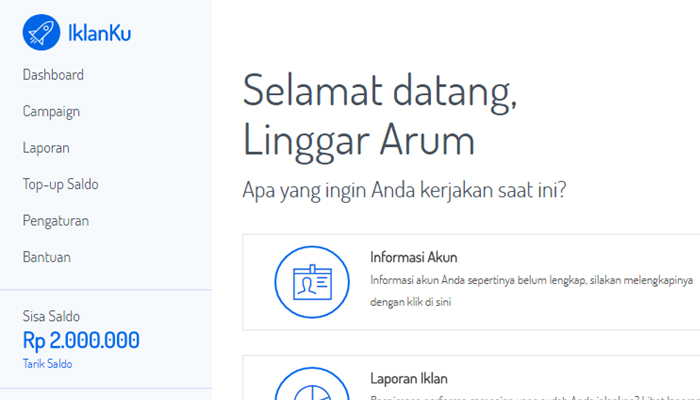 IklanKu
Dashboard
Campaign
Laporan
Top-up Saldo
Pengaturan
Bantuan
Sisa Saldo
Rp 2.000.000
Tarik Saldo
Selamat datang,
Linggar Arum
Apa yang ingin Anda kerjakan saat ini?
Informasi Akun
Informasi akun Anda sepertinya belum lengkap, silakan melengkapinya
dengan klik di sini
Laporan Iklan